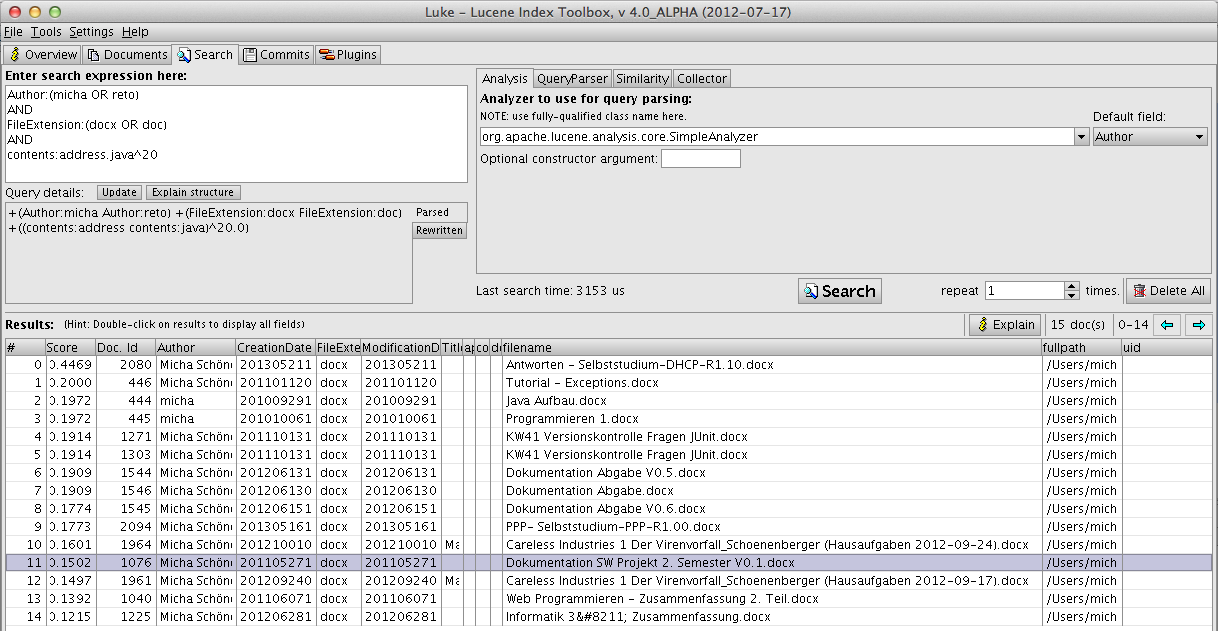 Luke – Lucene Index Toolbox, v 4.0_ALPHA (2012-07-17)
File Tools Settings Help
Overview Documents Search Commits Plugins
Enter search expression here:
Author:(micha OR reto)
AND
FileExtension:(docx OR doc)
AND
contents:address.java^20
Query details: Update Explain structure
+(Author:micha Author:reto) +(FileExtension:docx FileExtension:doc)
+((contents:address contents:java)^20.0)
Parsed
Rewritten
Analysis QueryParser Similarity Collector
Analyzer to use for query parsing:
NOTE: use fully-qualified class name here.
Default field:
org.apache.lucene.analysis.core.SimpleAnalyzer Author
Optional constructor argument:
Last search time: 3153 us Search repeat 1 times. Delete All
Results: (Hint: Double-click on results to display all fields) Explain 15 doc(s) 0-14
# Score Doc. Id Author CreationDate FileExte ModificationD Title ap co de filename fullpath uid
0 0.4469 2080 Micha Schön 201305211 docx 201305211 Antworten – Selbststudium-DHCP-R1.10.docx /Users/mich
1 0.2000 446 Micha Schön 201101120 docx 201101120 Tutorial – Exceptions.docx /Users/mich
2 0.1972 444 micha 201009291 docx 201009291 Java Aufbau.docx /Users/mich
3 0.1972 445 micha 201010061 docx 201010061 Programmieren 1.docx /Users/mich
4 0.1914 1271 Micha Schön 201110131 docx 201110131 KW41 Versionskontrolle Fragen JUnit.docx /Users/mich
5 0.1914 1303 Micha Schön 201110131 docx 201110131 KW41 Versionskontrolle Fragen JUnit.docx /Users/mich
6 0.1909 1544 Micha Schön 201206131 docx 201206131 Dokumentation Abgabe V0.5.docx /Users/mich
7 0.1909 1546 Micha Schön 201206130 docx 201206130 Dokumentation Abgabe.docx /Users/mich
8 0.1774 1545 Micha Schön 201206151 docx 201206151 Dokumentation Abgabe V0.6.docx /Users/mich
9 0.1773 2094 Micha Schön 201305161 docx 201305161 PPP- Selbststudium-PPP-R1.00.docx /Users/mich
10 0.1601 1964 Micha Schön 201210010 docx 201210010 Ma Careless Industries 1 Der Virenvorfall_Schoenenberger (Hausaufgaben 2012-09-24).docx /Users/mich
11 0.1502 1076 Micha Schön 201105271 docx 201105271 Dokumentation SW Projekt 2. Semester V0.1.docx /Users/mich
12 0.1497 1961 Micha Schön 201209240 docx 201209240 Ma Careless Industries 1 Der Virenvorfall_Schoenenberger (Hausaufgaben 2012-09-17).docx /Users/mich
13 0.1392 1040 Micha Schön 201106071 docx 201106071 Web Programmieren – Zusammenfassung 2. Teil.docx /Users/mich
14 0.1215 1225 Micha Schön 201206281 docx 201206281 Informatik 3&#8211; Zusammenfassung.docx /Users/mich